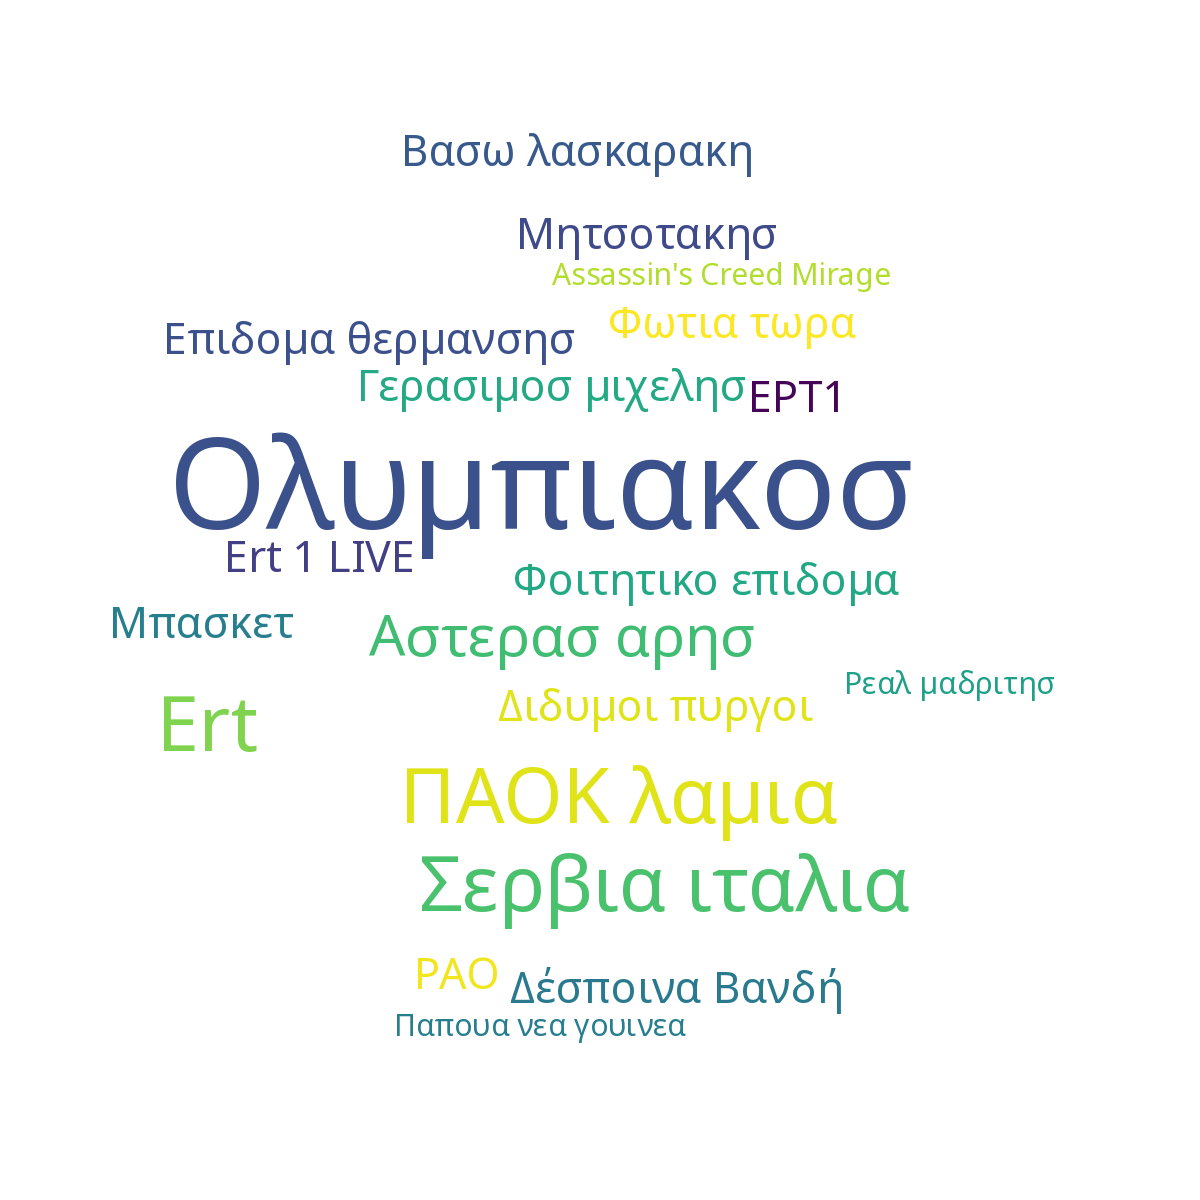 Βασω λασκαρακη
Μητσοτακησ
Assassin's Creed Mirage
Φωτια τωρα
Επιδομα θερμανσησ
Γερασιμοσ μιχελησ
ΕΡΤ1
Ολυμπιακοσ
Ert 1 LIVE
Φοιτητικο επιδομα
Μπασκετ
Αστερασ αρησ
Ρεαλ μαδριτησ
Διδυμοι πυργοι
Ert
ΠΑΟΚ λαμια
Σερβια ιταλια
PAO
Δέσποινα Βανδή
Παπουα νεα γουινεα